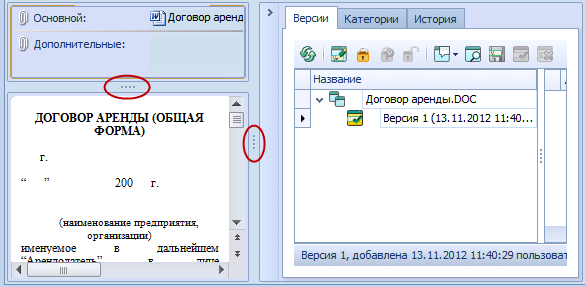 Основной: Договор аренд
Дополнительные:
ДОГОВОР АРЕНДЫ (ОБЩАЯ
ФОРМА)
г.
“ ” 200 г.
(наименование предприятия,
организации)
именуемое в дальнейшем
“Арендодатель” в лице
Версии Категории История
Название
Договор аренды.DOC
Версия 1 (13.11.2012 11:40...
Версия 1, добавлена 13.11.2012 11:40:29 пользоват